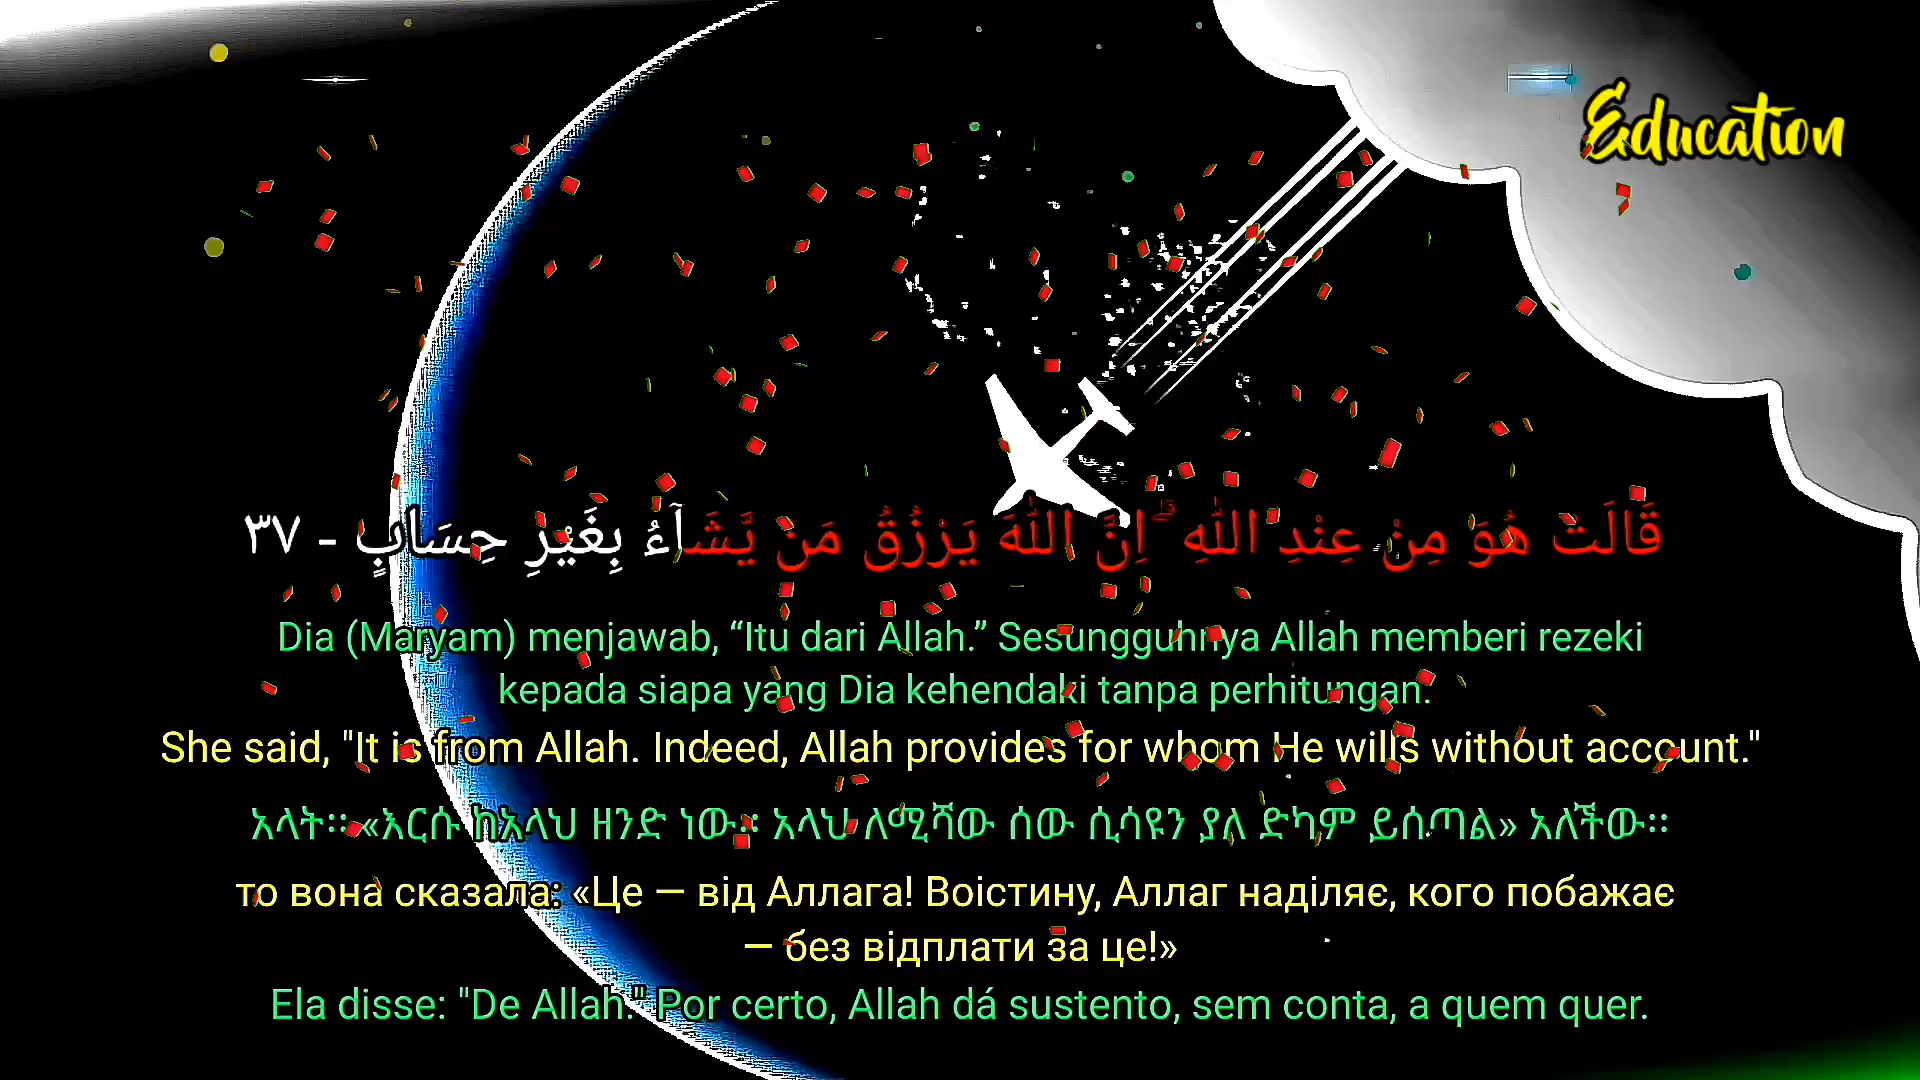 Education
قَالَتْ هُوَ مِنْ عِنْدِ اللّٰهِ ۗ اِنَّ اللّٰهَ يَرْزُقُ مَنْ يَّشَاۤءُ بِغَيْرِ حِسَابٍ - ٣٧
Dia (Maryam) menjawab, “Itu dari Allah.” Sesungguhnya Allah memberi rezeki
kepada siapa yang Dia kehendaki tanpa perhitungan.
She said, "It is from Allah. Indeed, Allah provides for whom He wills without account."
አላት፡፡ «እርሱ ከአላህ ዘንድ ነው፡፡ አላህ ለሚሻው ሰው ሲሳዩን ያለ ድካም ይሰጣል» አለችው፡፡
то вона сказала: «Це — від Аллага! Воістину, Аллаг наділяє, кого побажає
— без відплати за це!»
Ela disse: "De Allah." Por certo, Allah dá sustento, sem conta, a quem quer.